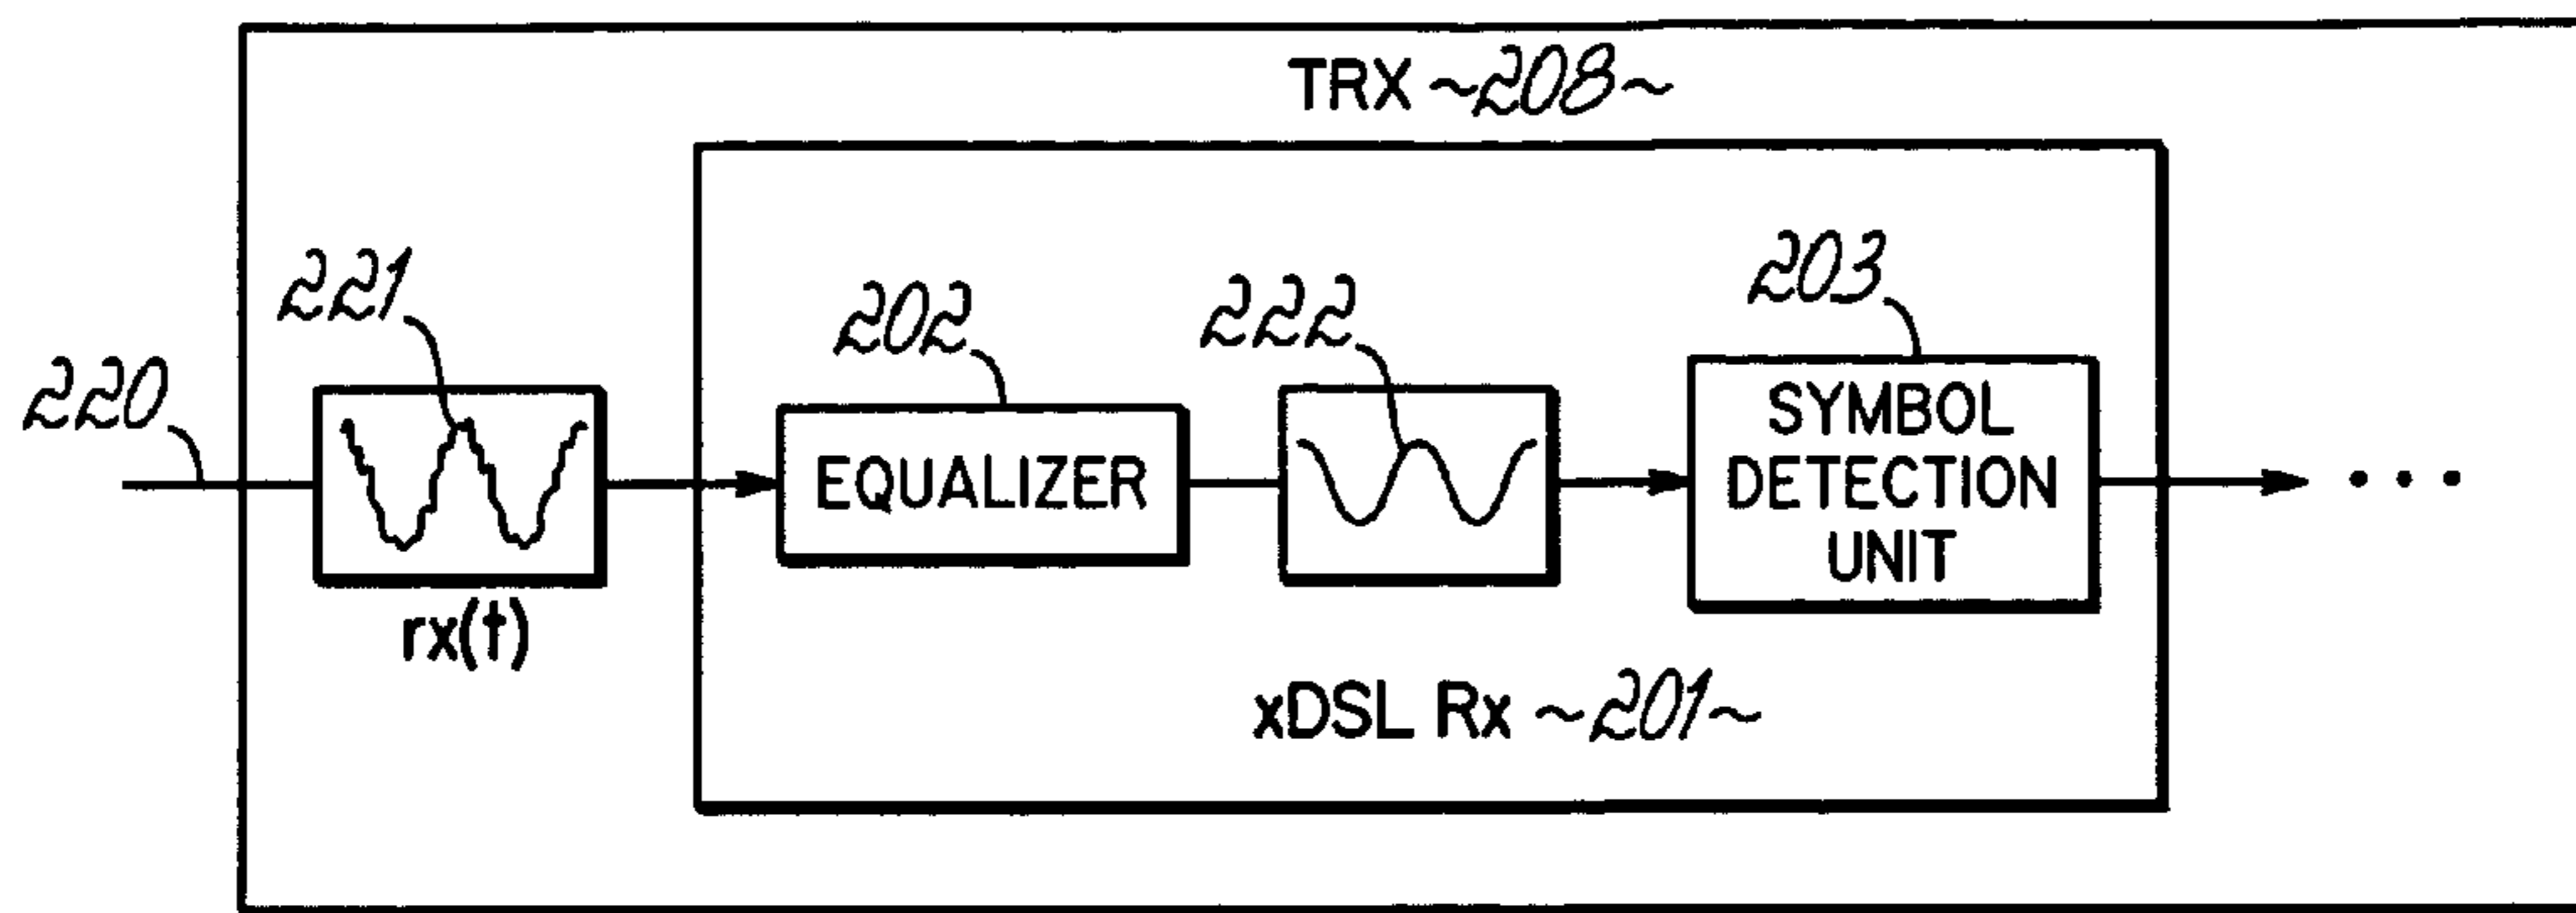 TRX ~208~
221
220
202
222
203
EQUALIZER
SYMBOL
DETECTION
UNIT
rx(t)
xDSL Rx ~201~